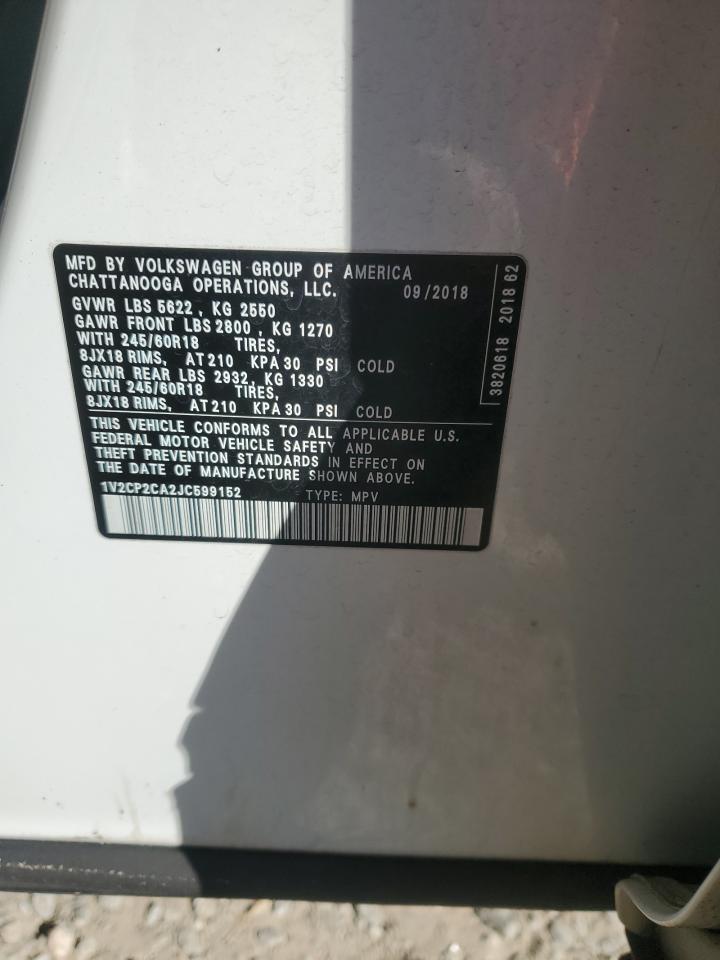 MFD BY VOLKSWAGEN GROUP OF AMERICA
CHATTANOOGA OPERATIONS, LLC. 09/2018
GVWR LBS 5622 , KG 2550
GAWR FRONT LBS 2800 , KG 1270
WITH 245/60R18 TIRES,
8JX18 RIMS, AT 210 KPA 30 PSI COLD
GAWR REAR LBS 2932, KG 1330
WITH 245/60R18 TIRES,
8JX18 RIMS, AT 210 KPA 30 PSI COLD
THIS VEHICLE CONFORMS TO ALL APPLICABLE U.S.
FEDERAL MOTOR VEHICLE SAFETY AND
THEFT PREVENTION STANDARDS IN EFFECT ON
THE DATE OF MANUFACTURE SHOWN ABOVE.
1V2CP2CA2JC599152 TYPE: MPV
3820618 2018 62